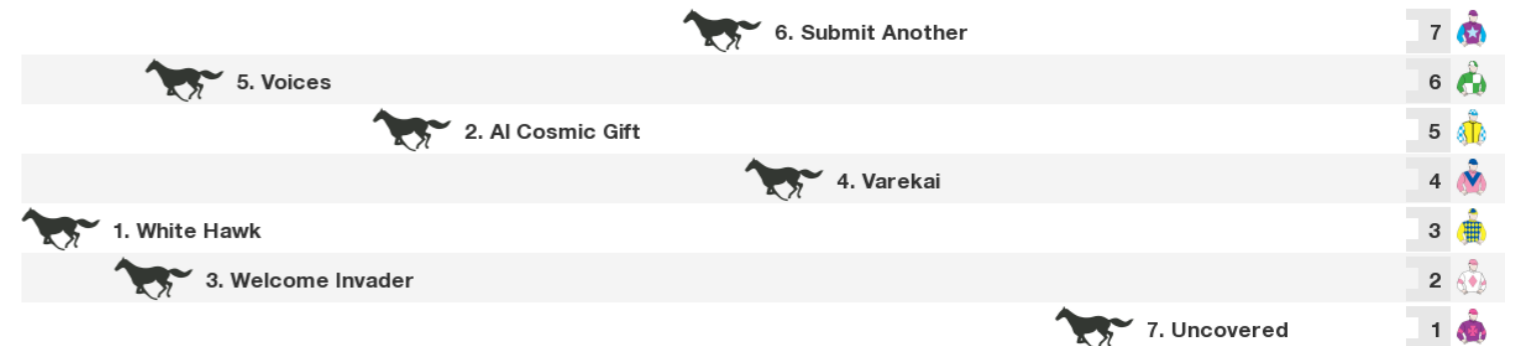 6. Submit Another 7
5. Voices 6
2. Al Cosmic Gift 5
4. Varekai 4
1. White Hawk 3
3. Welcome Invader 2
7. Uncovered 1